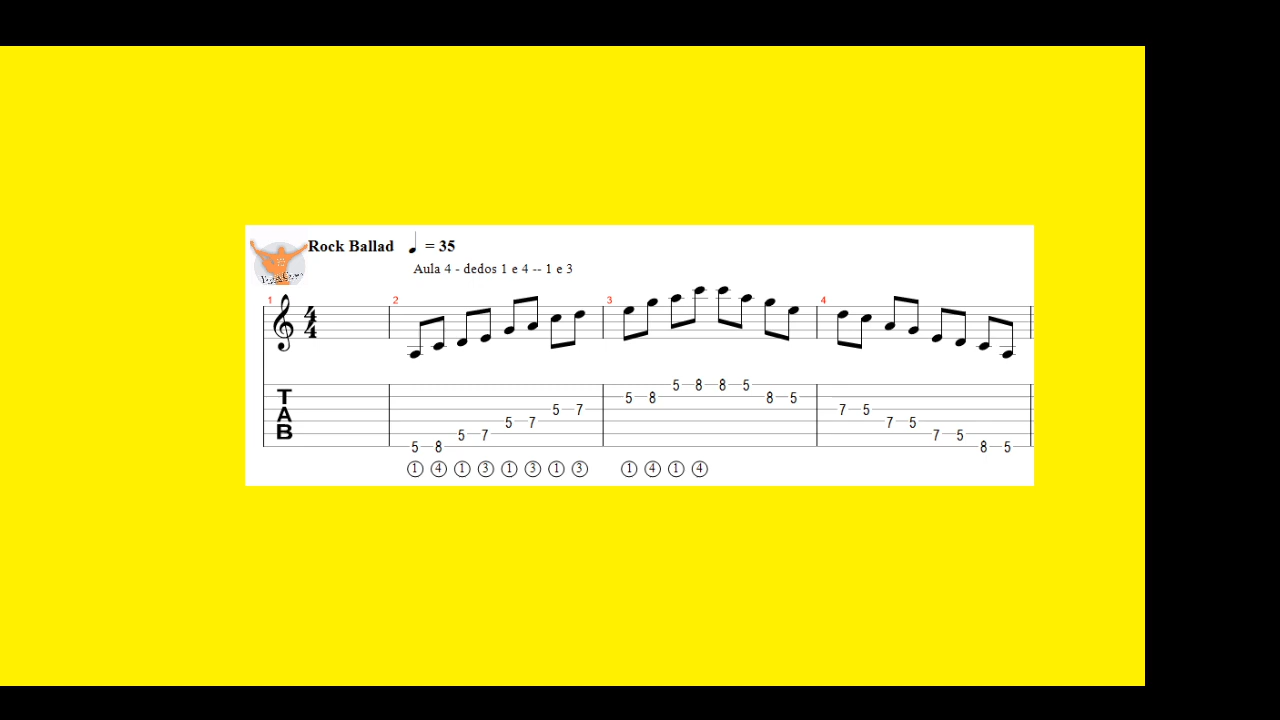 Rock Ballad ♩ = 35
Aula 4 - dedos 1 e 4 -- 1 e 3
1 2 3 4
4
4
T
A
B
5 8 8 5
5 8 8 5
5 7 7 5
5 7 7 5
5 7 7 5
5 8 8 5
① ④ ① ③ ① ③ ① ③ ① ④ ① ④